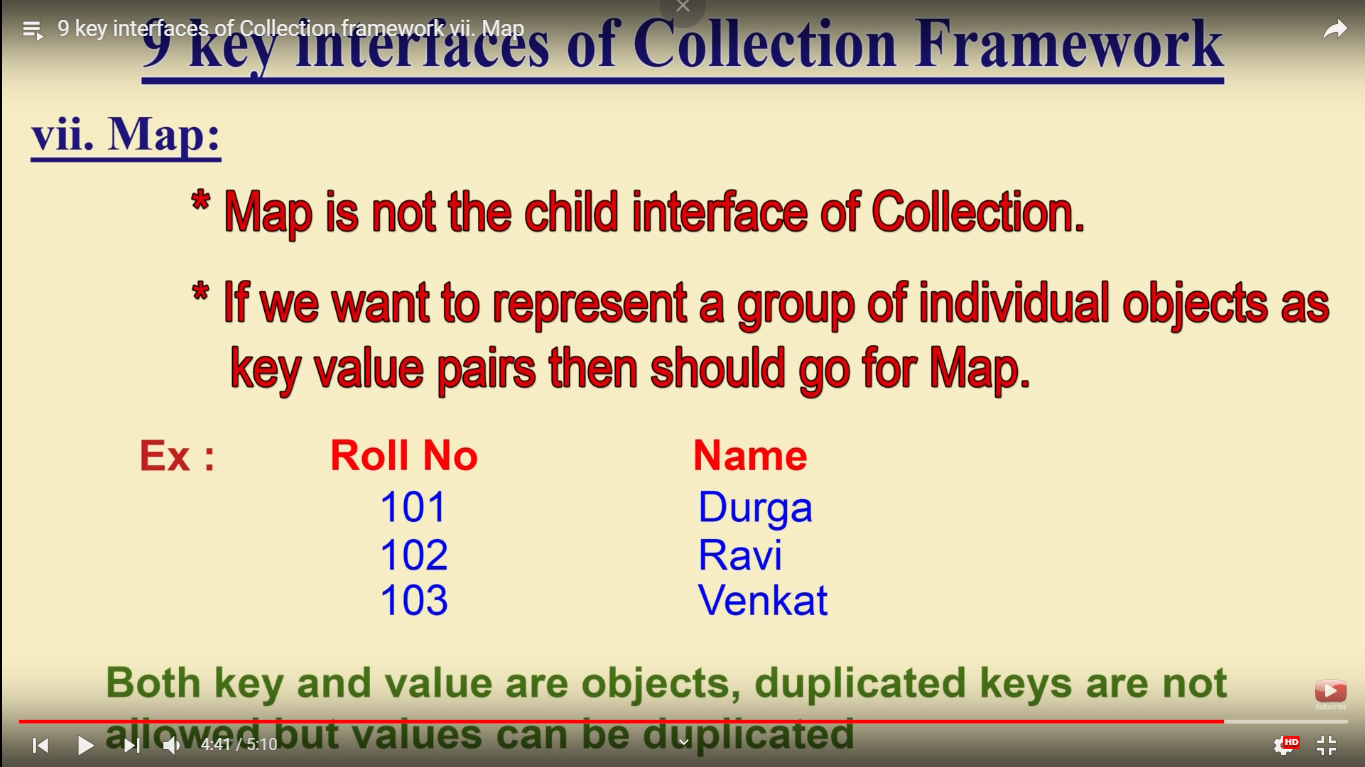 9 key interfaces of Collection framework vii. Map
9 key interfaces of Collection Framework
vii. Map:
* Map is not the child interface of Collection.
* If we want to represent a group of individual objects as
key value pairs then should go for Map.
Ex : Roll No Name
101 Durga
102 Ravi
103 Venkat
Both key and value are objects, duplicated keys are not
allowed but values can be duplicated
Subscribe
4:41 / 5:10
HD